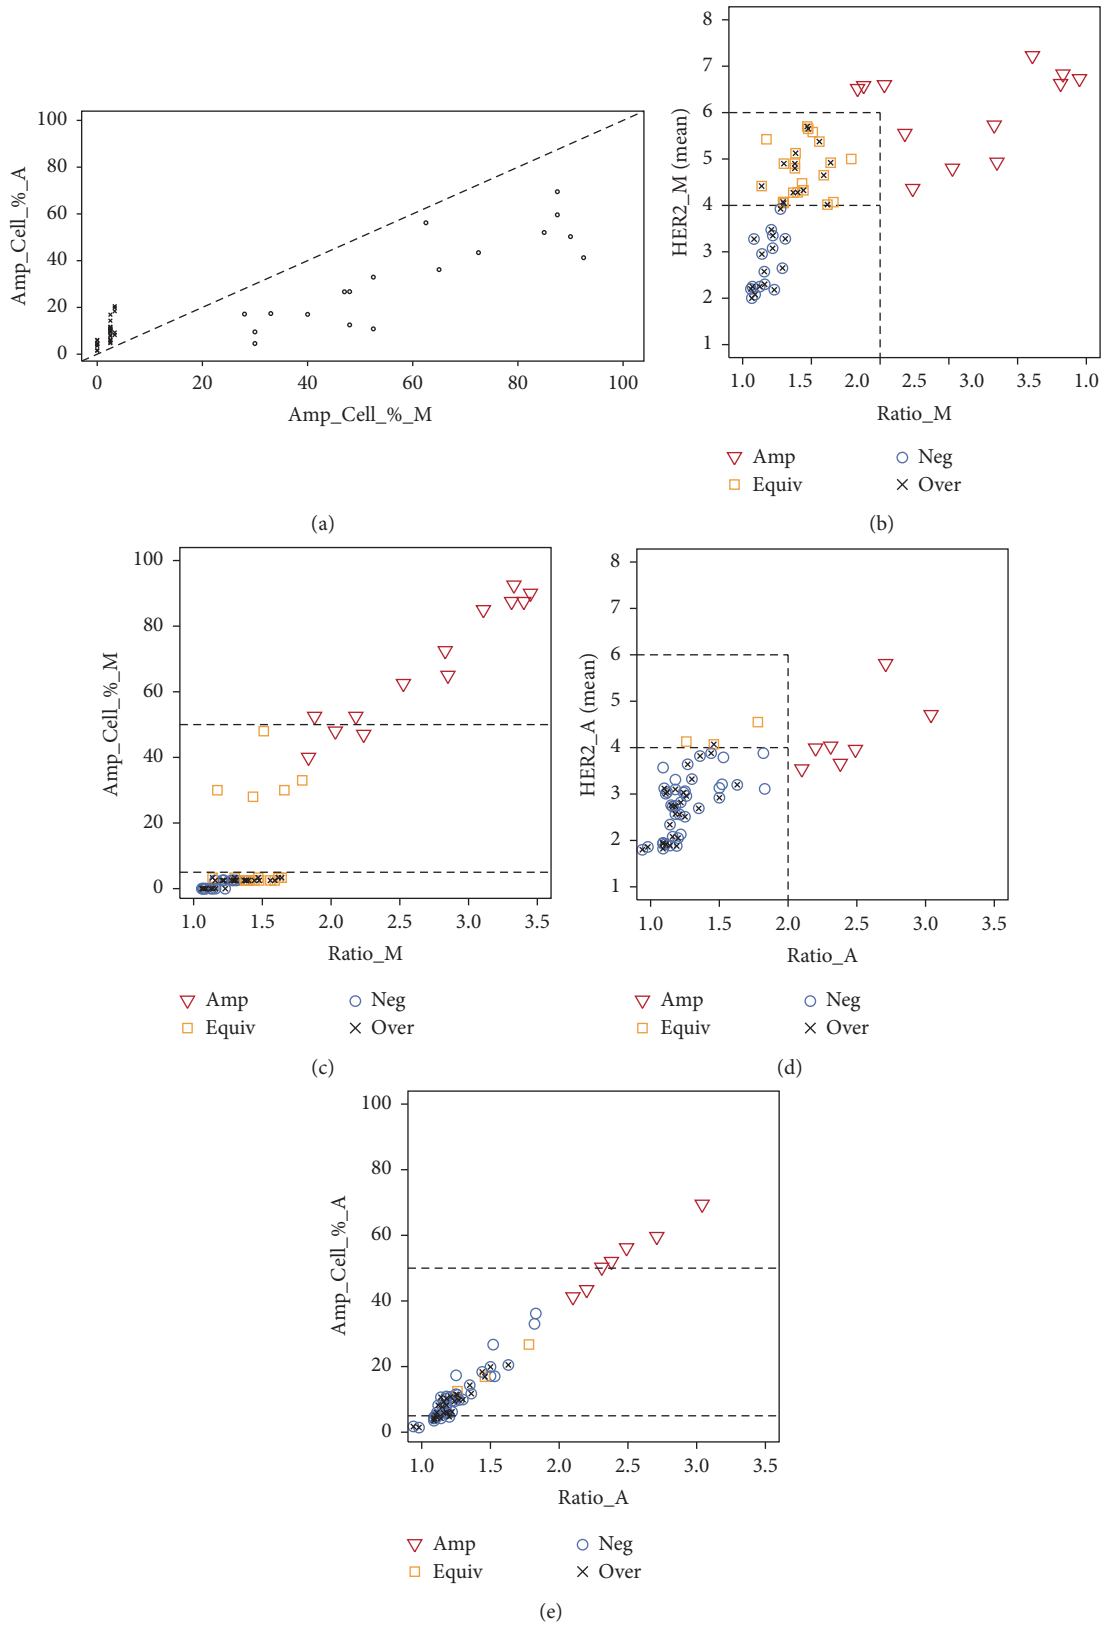 100
80
60
40
20
0
Amp_Cell_%_A
0 20 40 60 80 100
Amp_Cell_%_M
(a)
8
7
6
5
4
3
2
1
HER2_M (mean)
1.0 1.5 2.0 2.5 3.0 3.5 1.0
Ratio_M
Amp Neg
Equiv Over
(b)
100
80
60
40
20
0
Amp_Cell_%_M
1.0 1.5 2.0 2.5 3.0 3.5
Ratio_M
Amp Neg
Equiv Over
(c)
8
7
6
5
4
3
2
1
HER2_A (mean)
1.0 1.5 2.0 2.5 3.0 3.5
Ratio_A
Amp Neg
Equiv Over
(d)
100
80
60
40
20
0
Amp_Cell_%_A
1.0 1.5 2.0 2.5 3.0 3.5
Ratio_A
Amp Neg
Equiv Over
(e)